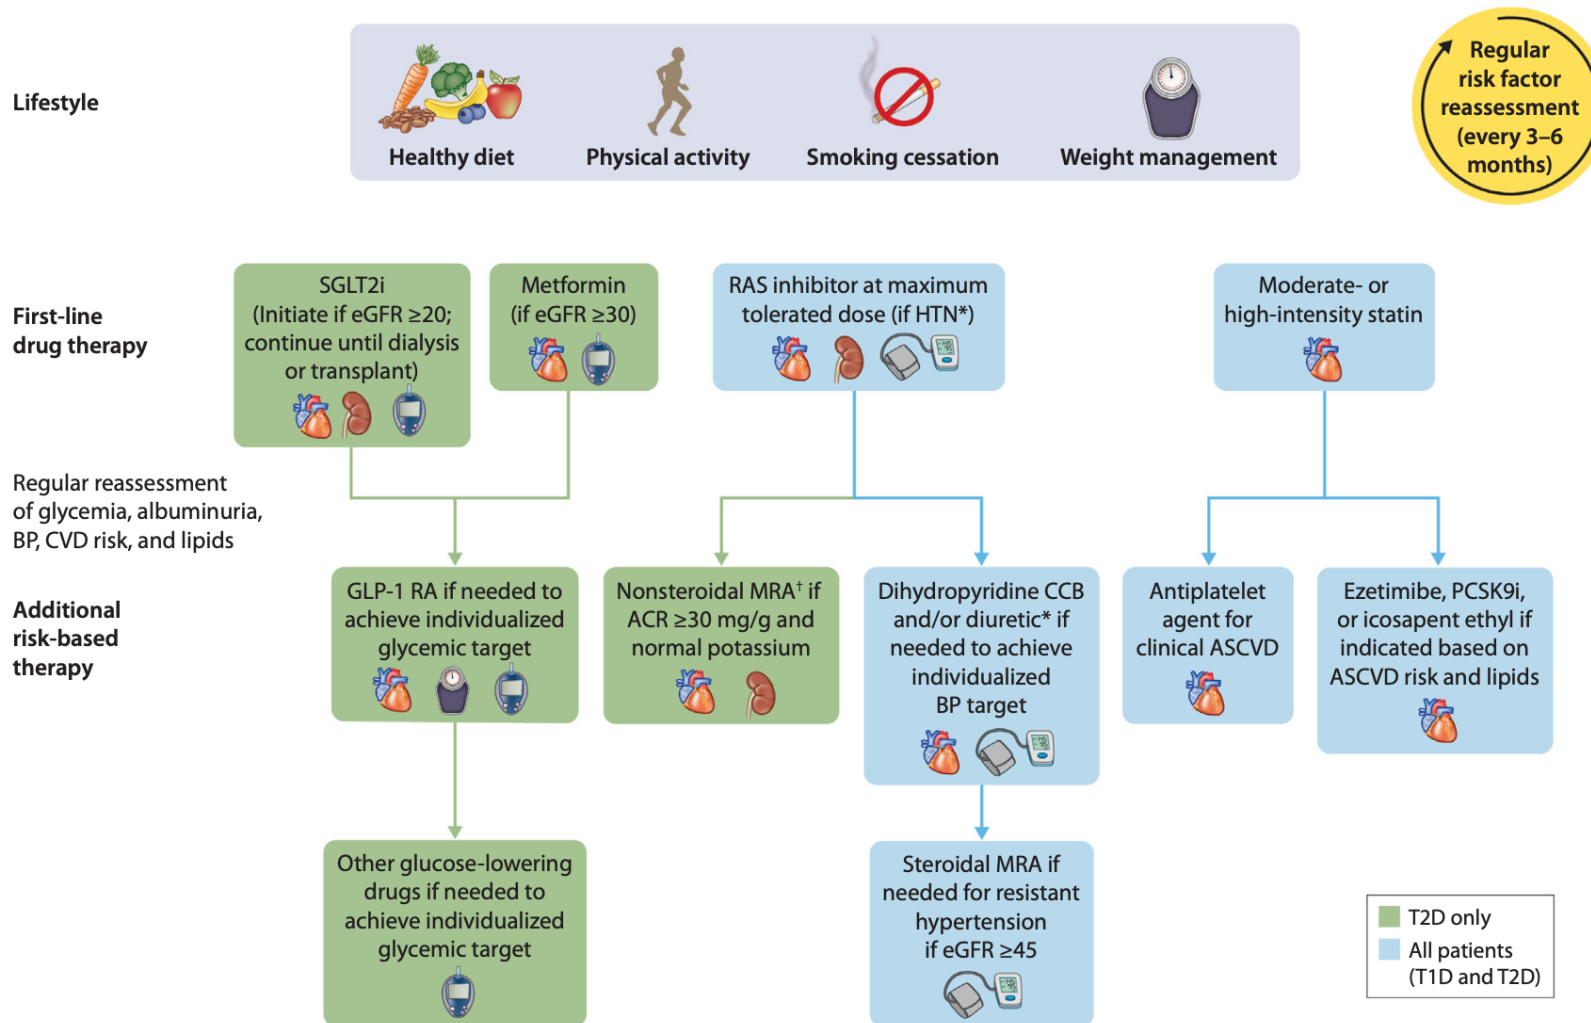 Lifestyle
Healthy diet
Physical activity
Smoking cessation
Weight management
Regular
risk factor
reassessment
(every 3–6
months)
First-line
drug therapy
SGLT2i
(Initiate if eGFR ≥20;
continue until dialysis
or transplant)
Metformin
(if eGFR ≥30)
RAS inhibitor at maximum
tolerated dose (if HTN*)
Moderate- or
high-intensity statin
Regular reassessment
of glycemia, albuminuria,
BP, CVD risk, and lipids
Additional
risk-based
therapy
GLP-1 RA if needed to
achieve individualized
glycemic target
Nonsteroidal MRA† if
ACR ≥30 mg/g and
normal potassium
Dihydropyridine CCB
and/or diuretic* if
needed to achieve
individualized
BP target
Antiplatelet
agent for
clinical ASCVD
Ezetimibe, PCSK9i,
or icosapent ethyl if
indicated based on
ASCVD risk and lipids
Other glucose-lowering
drugs if needed to
achieve individualized
glycemic target
Steroidal MRA if
needed for resistant
hypertension
if eGFR ≥45
T2D only
All patients
(T1D and T2D)